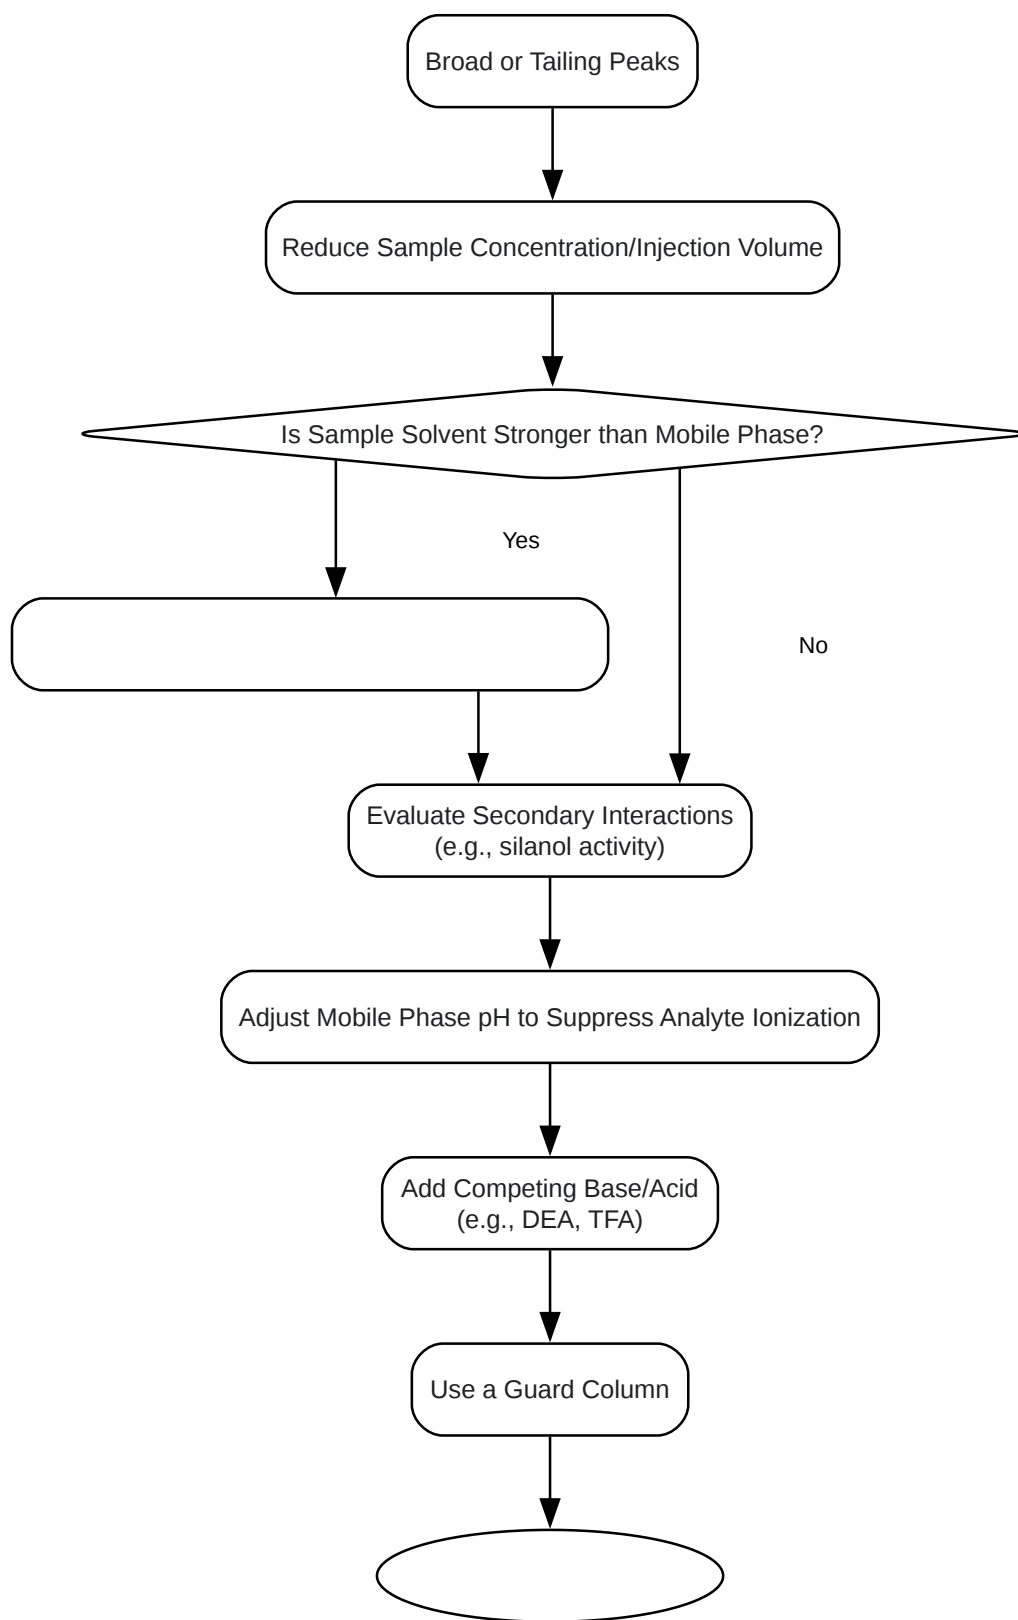 Broad or Tailing Peaks
Reduce Sample Concentration/Injection Volume
Is Sample Solvent Stronger than Mobile Phase?
Yes
No
Evaluate Secondary Interactions
(e.g., silanol activity)
Adjust Mobile Phase pH to Suppress Analyte Ionization
Add Competing Base/Acid
(e.g., DEA, TFA)
Use a Guard Column